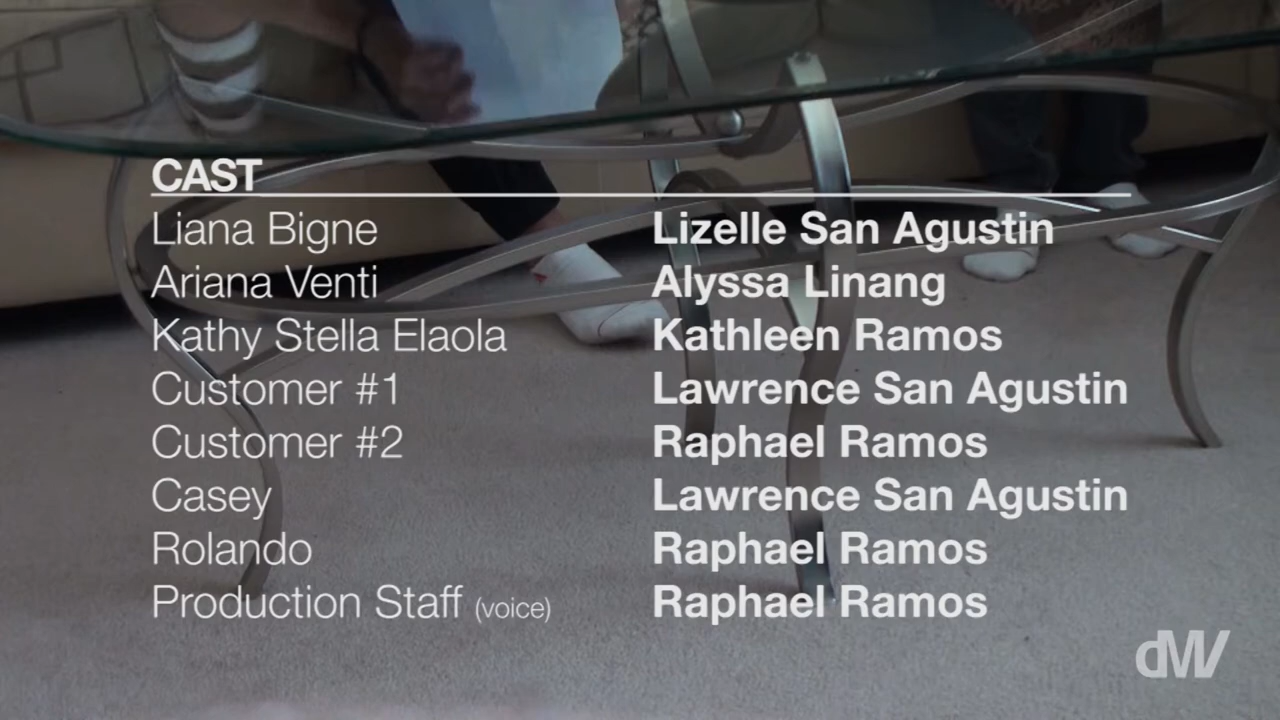 CAST
Liana Bigne Lizelle San Agustin
Ariana Venti Alyssa Linang
Kathy Stella Elaola Kathleen Ramos
Customer #1 Lawrence San Agustin
Customer #2 Raphael Ramos
Casey Lawrence San Agustin
Rolando Raphael Ramos
Production Staff (voice) Raphael Ramos
dMV